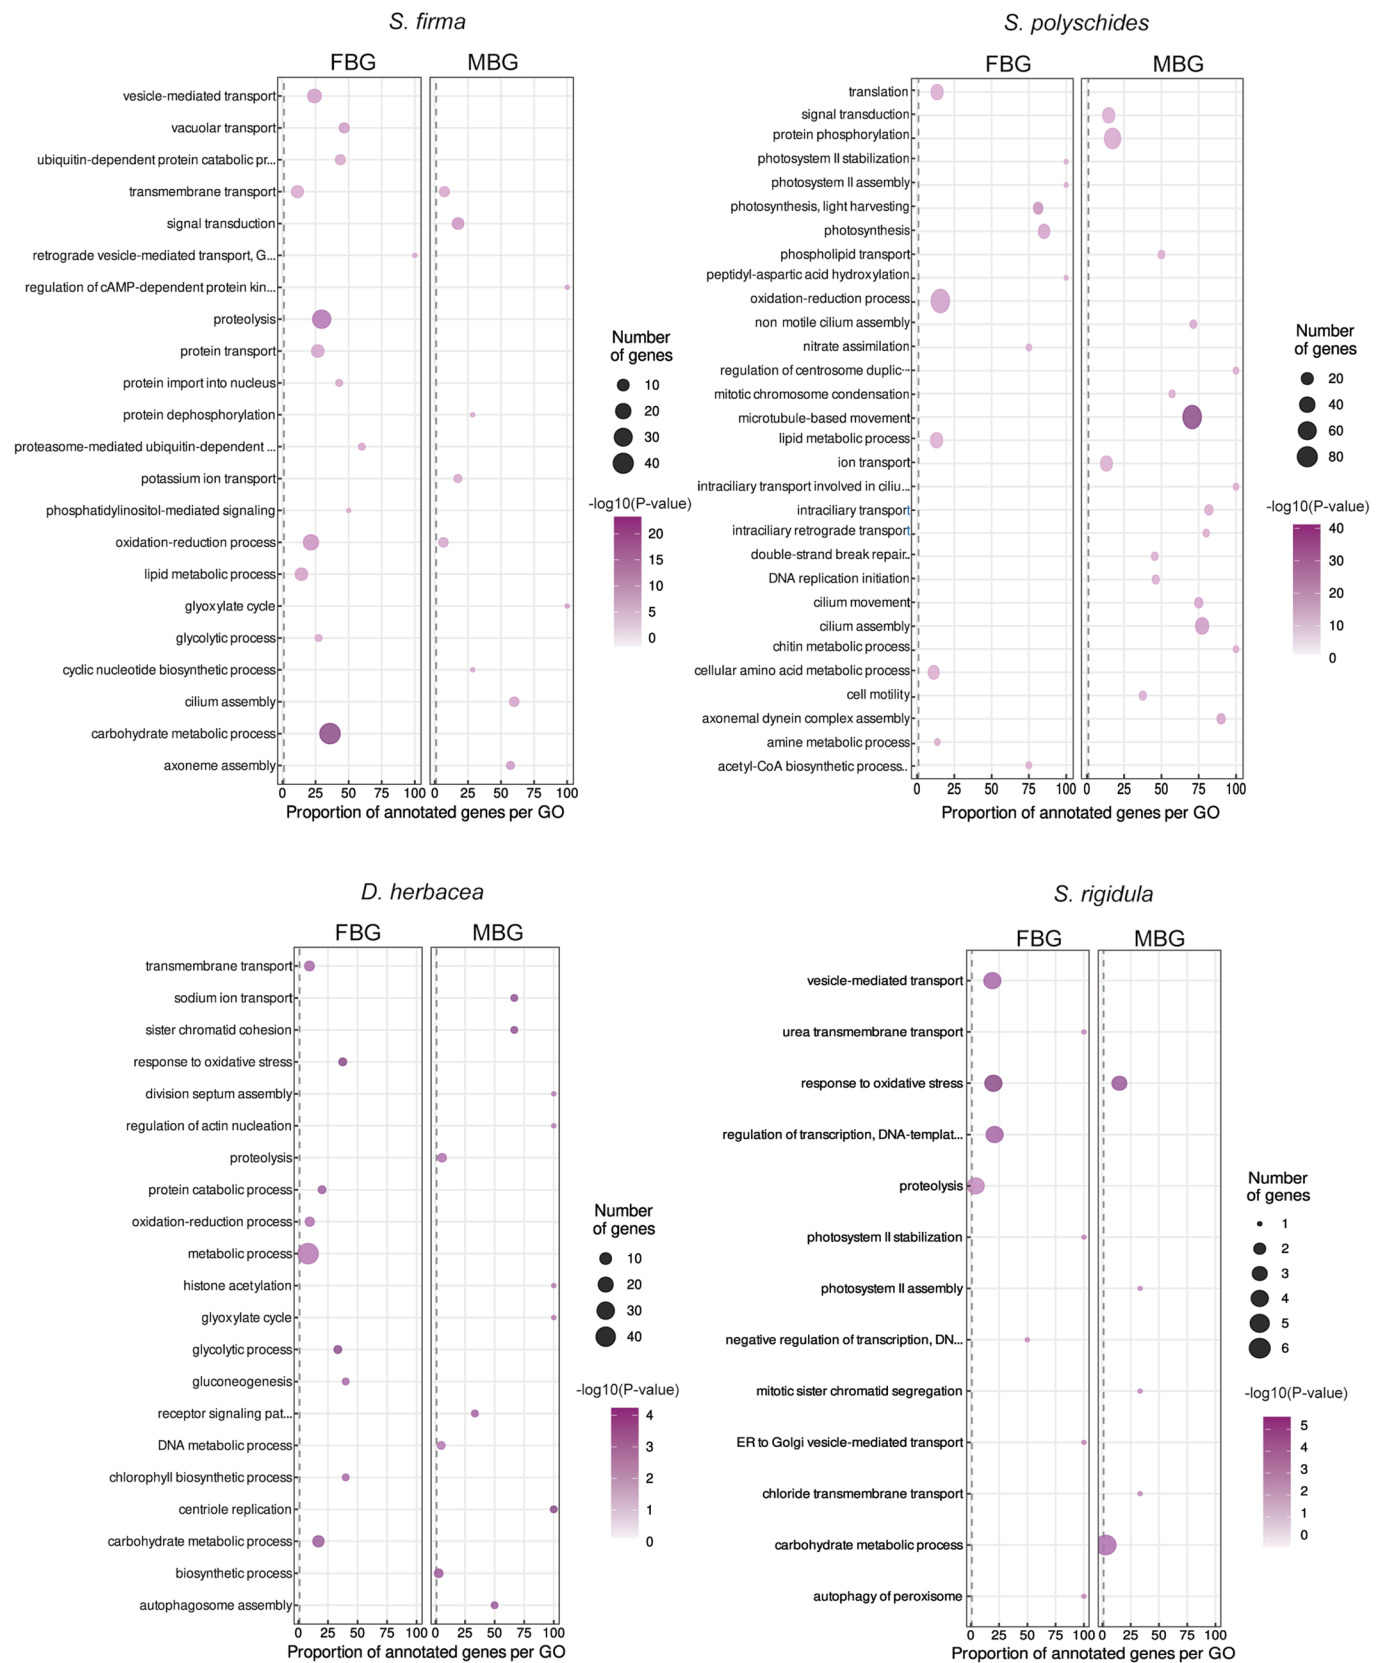 S. firma
FBG MBG
vesicle-mediated transport
vacuolar transport
ubiquitin-dependent protein catabolic pr...
transmembrane transport
signal transduction
retrograde vesicle-mediated transport, G...
regulation of cAMP-dependent protein kin...
proteolysis
protein transport
protein import into nucleus
protein dephosphorylation
proteasome-mediated ubiquitin-dependent ...
potassium ion transport
phosphatidylinositol-mediated signaling
oxidation-reduction process
lipid metabolic process
glyoxylate cycle
glycolytic process
cyclic nucleotide biosynthetic process
cilium assembly
carbohydrate metabolic process
axoneme assembly
0 25 50 75 100 0 25 50 75 100
Proportion of annotated genes per GO
Number
of genes
10
20
30
40
-log10(P-value)
20
15
10
5
0
S. polyschides
FBG MBG
translation
signal transduction
protein phosphorylation
photosystem II stabilization
photosystem II assembly
photosynthesis, light harvesting
photosynthesis
phospholipid transport
peptidyl-aspartic acid hydroxylation
oxidation-reduction process
non motile cilium assembly
nitrate assimilation
regulation of centrosome duplic...
mitotic chromosome condensation
microtubule-based movement
lipid metabolic process
ion transport
intraciliary transport involved in ciliu...
intraciliary transport
intraciliary retrograde transport
double-strand break repair..
DNA replication initiation
cilium movement
cilium assembly
chitin metabolic process
cellular amino acid metabolic process
cell motility
axonemal dynein complex assembly
amine metabolic process
acetyl-CoA biosynthetic process..
0 25 50 75 100 0 25 50 75 100
Proportion of annotated genes per GO
Number
of genes
20
40
60
80
-log10(P-value)
40
30
20
10
0
D. herbacea
FBG MBG
transmembrane transport
sodium ion transport
sister chromatid cohesion
response to oxidative stress
division septum assembly
regulation of actin nucleation
proteolysis
protein catabolic process
oxidation-reduction process
metabolic process
histone acetylation
glyoxylate cycle
glycolytic process
gluconeogenesis
receptor signaling pat...
DNA metabolic process
chlorophyll biosynthetic process
centriole replication
carbohydrate metabolic process
biosynthetic process
autophagosome assembly
0 25 50 75 100 0 25 50 75 100
Proportion of annotated genes per GO
Number
of genes
10
20
30
40
-log10(P-value)
4
3
2
1
0
S. rigidula
FBG MBG
vesicle-mediated transport
urea transmembrane transport
response to oxidative stress
regulation of transcription, DNA-templat...
proteolysis
photosystem II stabilization
photosystem II assembly
negative regulation of transcription, DN...
mitotic sister chromatid segregation
ER to Golgi vesicle-mediated transport
chloride transmembrane transport
carbohydrate metabolic process
autophagy of peroxisome
0 25 50 75 100 0 25 50 75 100
Proportion of annotated genes per GO
Number
of genes
1
2
3
4
5
6
-log10(P-value)
5
4
3
2
1
0